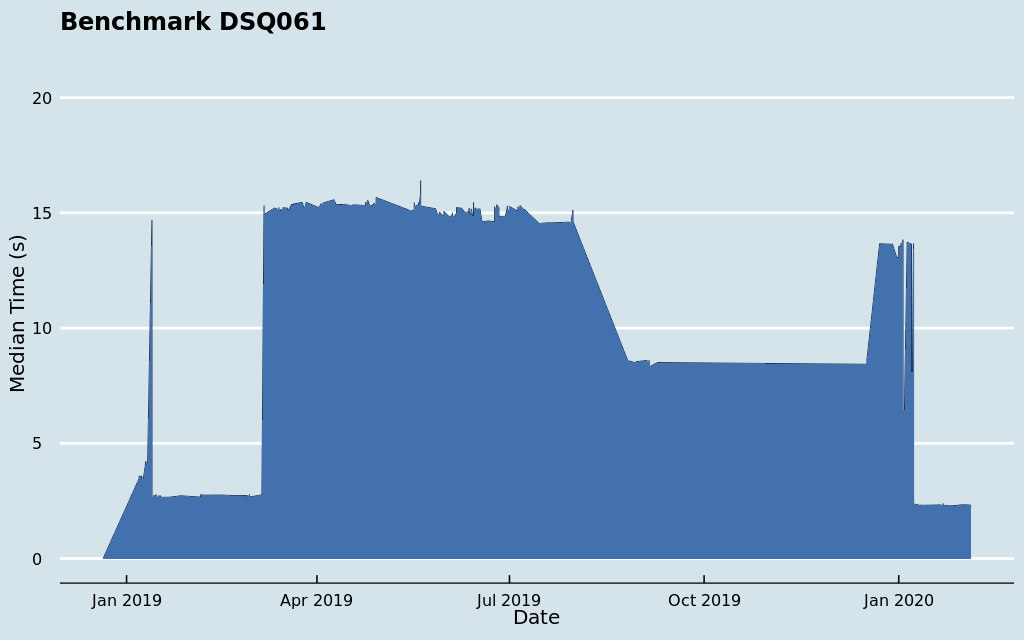 Benchmark DSQ061
20
15
10
5
0
Median Time (s)
Jan 2019
Apr 2019
Jul 2019
Oct 2019
Jan 2020
Date